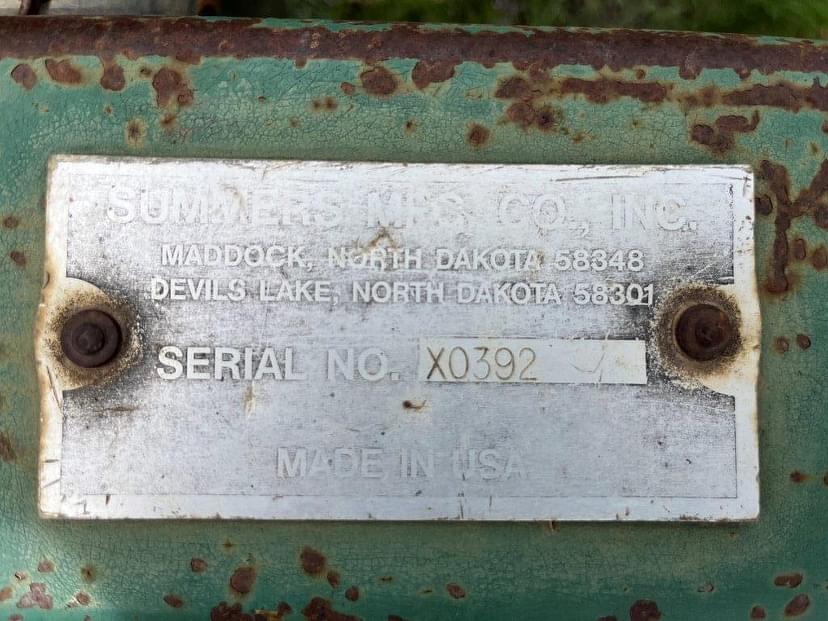 SUMMERS MFG. CO., INC.
MADDOCK, NORTH DAKOTA 58348
DEVILS LAKE, NORTH DAKOTA 58301
SERIAL NO. X0392
MADE IN USA